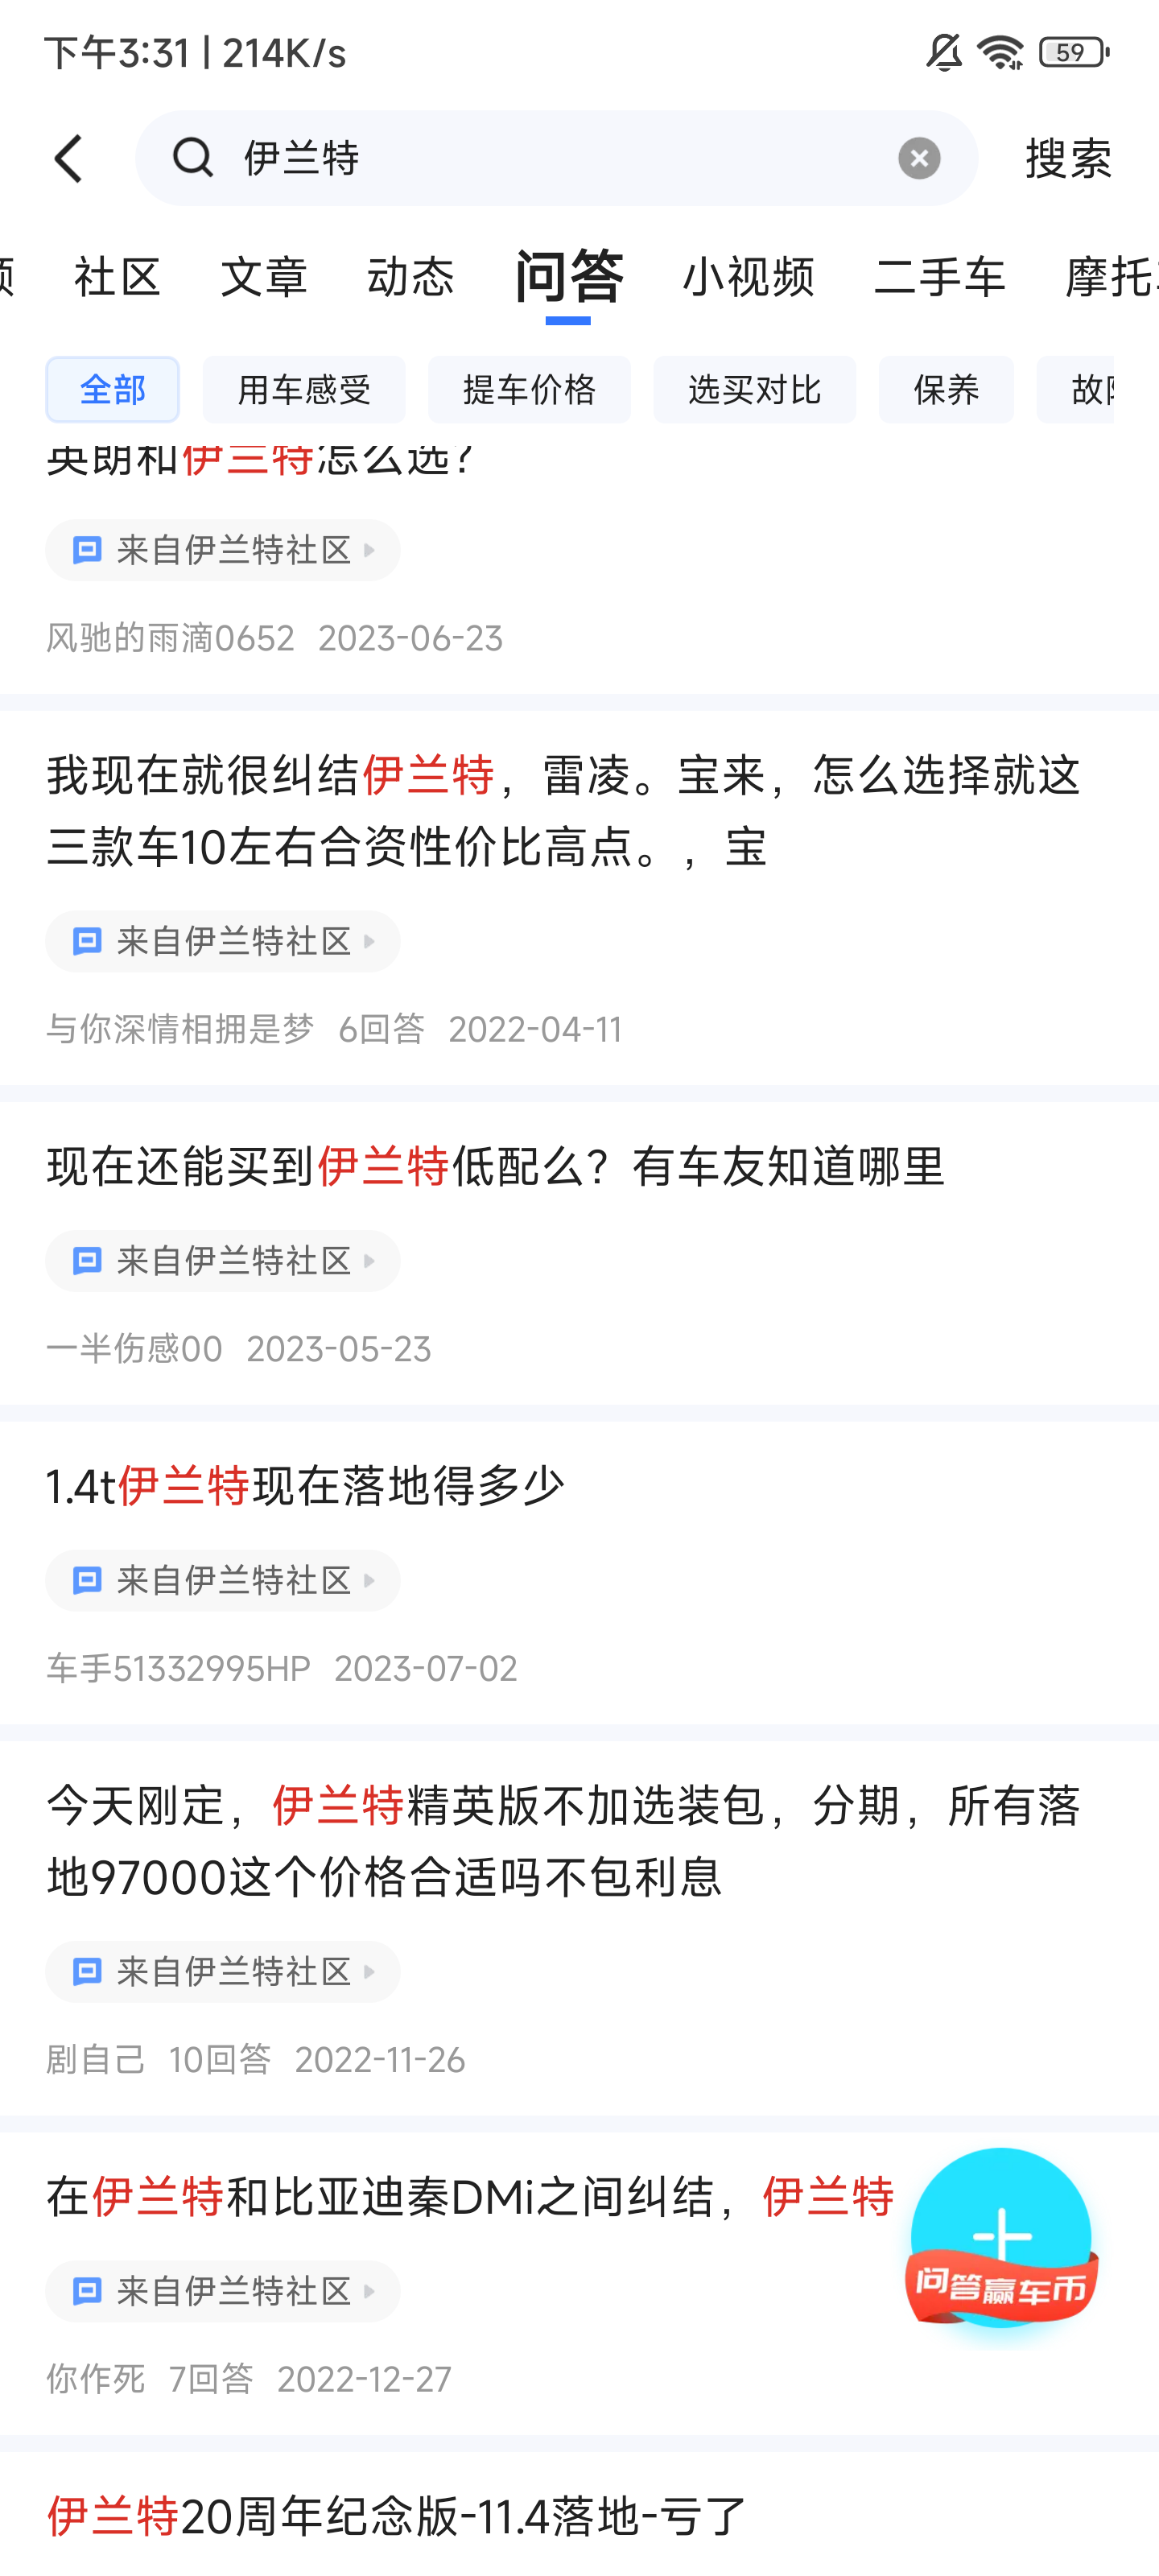 下午3:31 | 214K/s
59
伊兰特
搜索
社区 文章 动态 问答 小视频 二手车 摩托
全部 用车感受 提车价格 选买对比 保养
英朗和伊兰特怎么选?
来自伊兰特社区
风驰的雨滴0652 2023-06-23
我现在就很纠结伊兰特，雷凌。宝来，怎么选择就这
三款车10左右合资性价比高点。，宝
来自伊兰特社区
与你深情相拥是梦 6回答 2022-04-11
现在还能买到伊兰特低配么？有车友知道哪里
来自伊兰特社区
一半伤感00 2023-05-23
1.4t伊兰特现在落地得多少
来自伊兰特社区
车手51332995HP 2023-07-02
今天刚定，伊兰特精英版不加选装包，分期，所有落
地97000这个价格合适吗不包利息
来自伊兰特社区
剧自己 10回答 2022-11-26
在伊兰特和比亚迪秦DMi之间纠结，伊兰特
问答赢车币
来自伊兰特社区
你作死 7回答 2022-12-27
伊兰特20周年纪念版-11.4落地-亏了